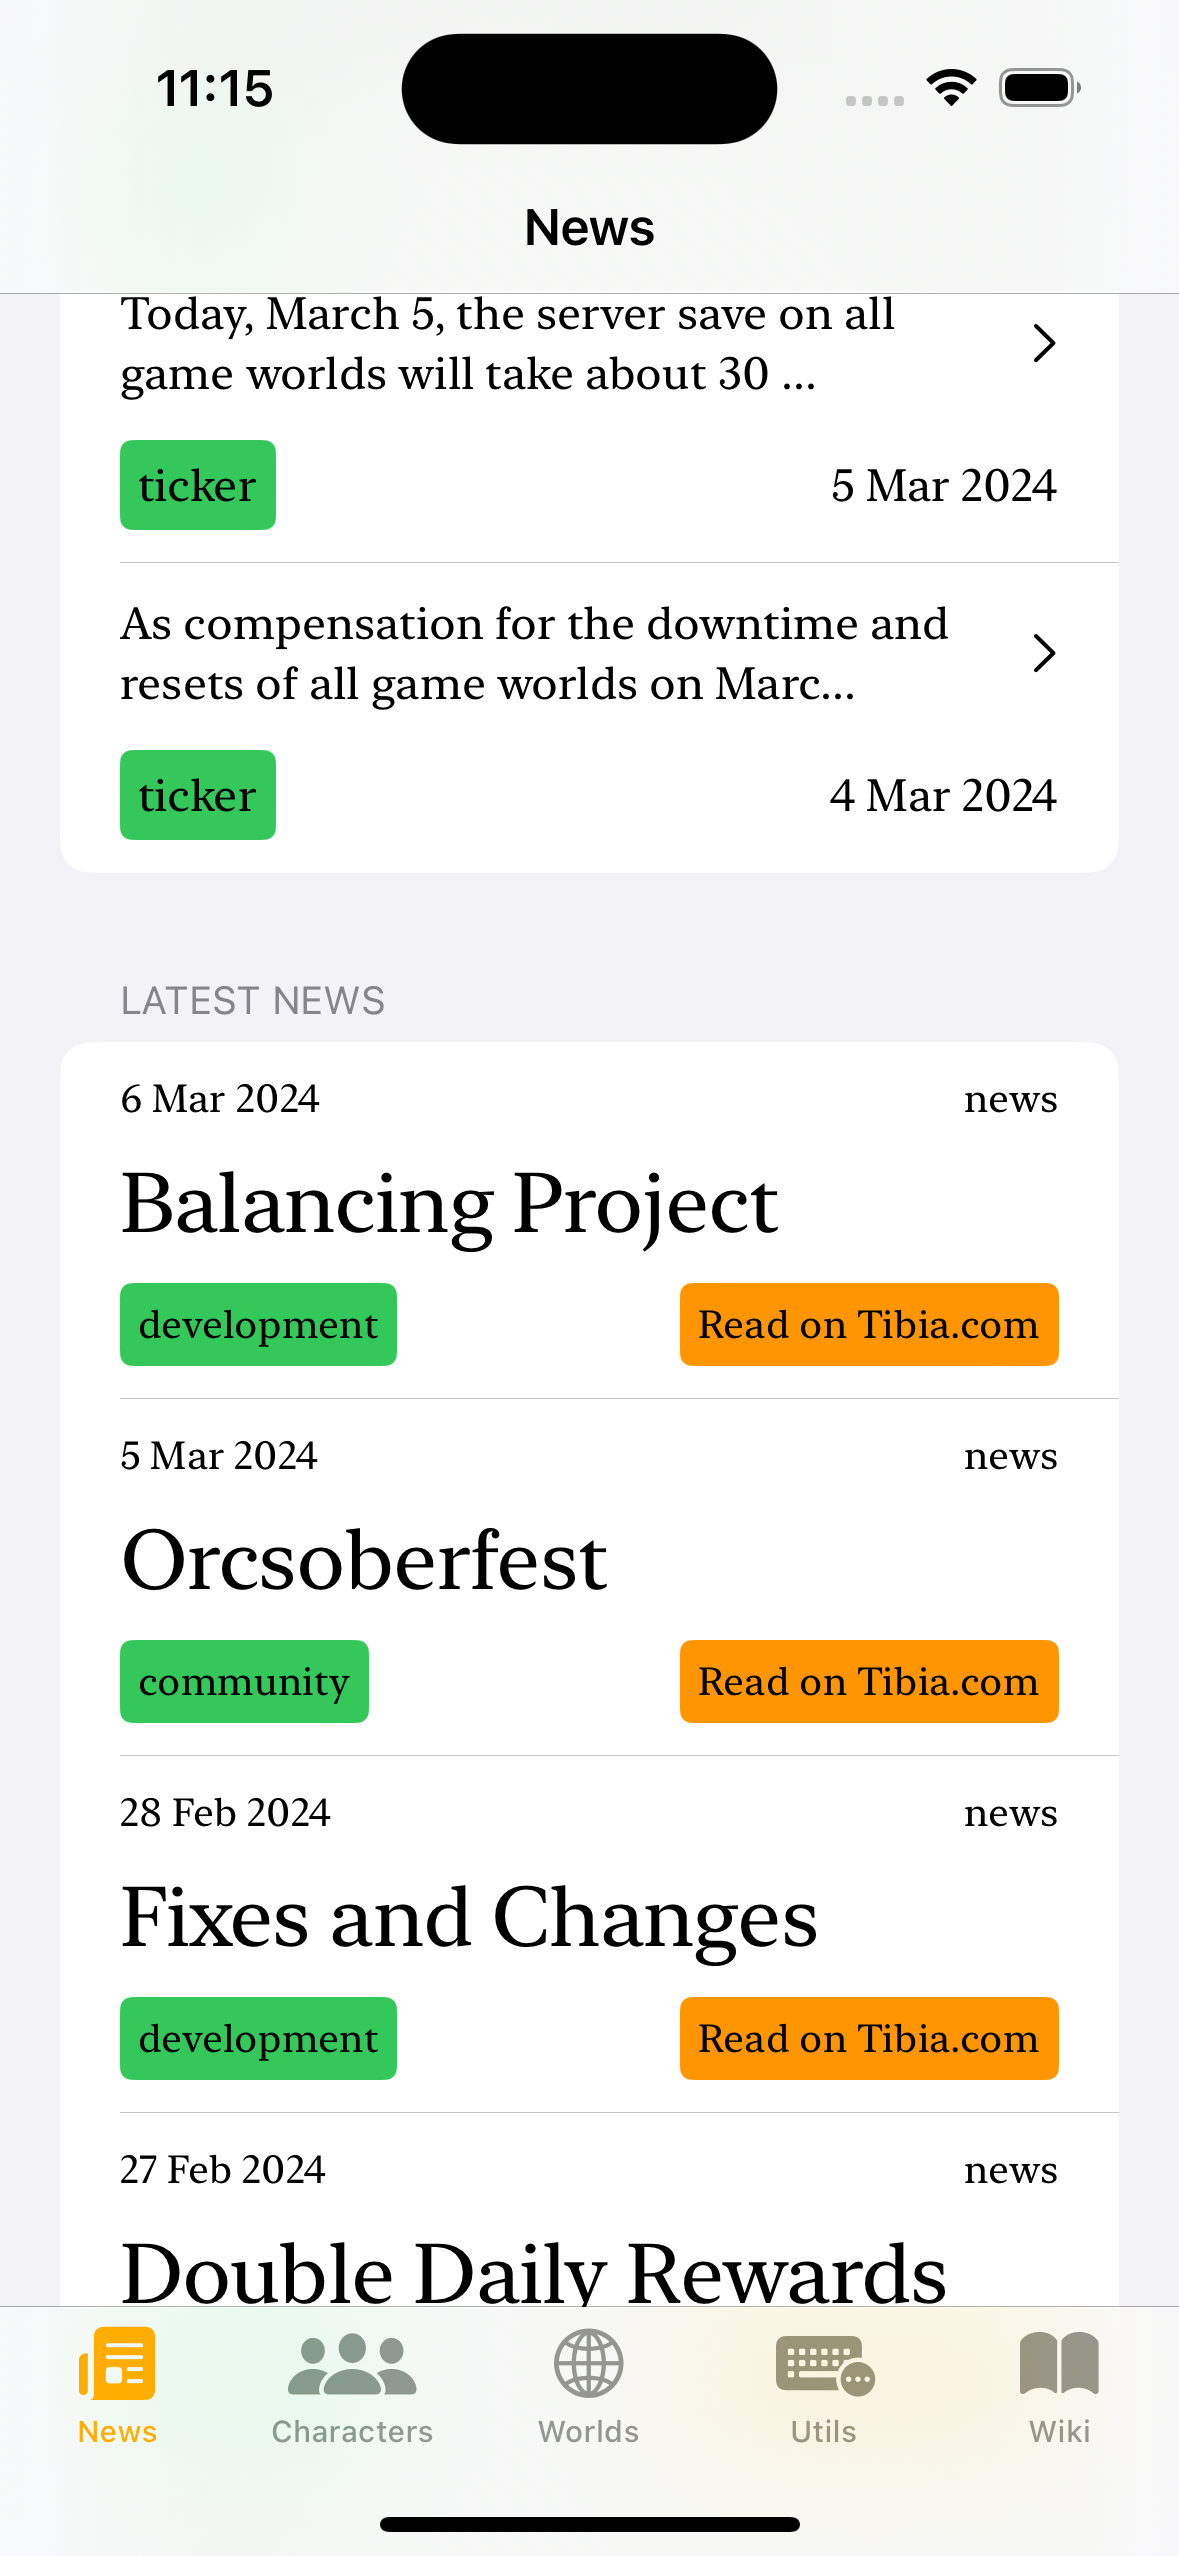 11:15
News
Today, March 5, the server save on all
game worlds will take about 30 ...
ticker
5 Mar 2024
As compensation for the downtime and
resets of all game worlds on Marc...
ticker
4 Mar 2024
LATEST NEWS
6 Mar 2024
news
Balancing Project
development
Read on Tibia.com
5 Mar 2024
news
Orcsoberfest
community
Read on Tibia.com
28 Feb 2024
news
Fixes and Changes
development
Read on Tibia.com
27 Feb 2024
news
Double Daily Rewards
News
Characters
Worlds
Utils
Wiki